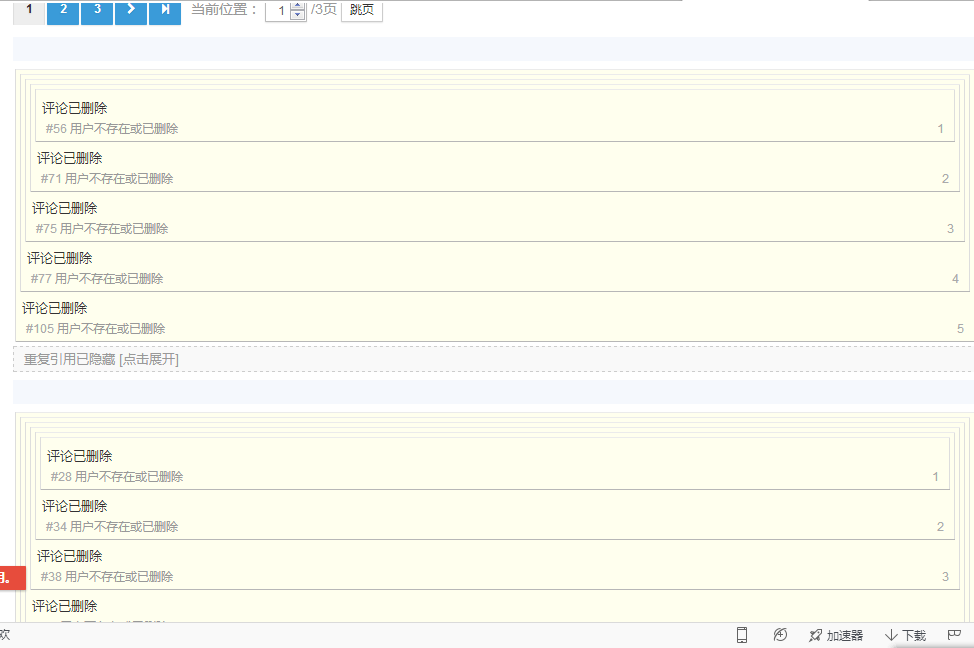 1 2 3 当前位置： 1 /3页 跳页
评论已删除
#56 用户不存在或已删除 1
评论已删除
#71 用户不存在或已删除 2
评论已删除
#75 用户不存在或已删除 3
评论已删除
#77 用户不存在或已删除 4
评论已删除
#105 用户不存在或已删除 5
重复引用已隐藏 [点击展开]
评论已删除
#28 用户不存在或已删除 1
评论已删除
#34 用户不存在或已删除 2
评论已删除
#38 用户不存在或已删除 3
评论已删除
欢 加速器 下载